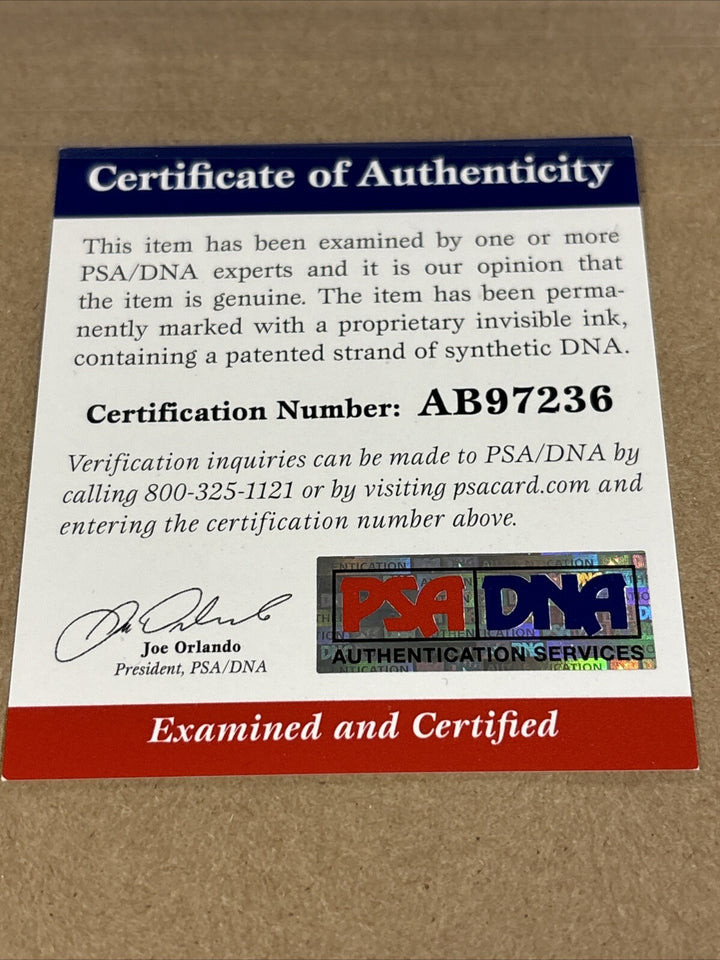 Certificate of Authenticity
This item has been examined by one or more
PSA/DNA experts and it is our opinion that
the item is genuine. The item has been perma-
nently marked with a proprietary invisible ink,
containing a patented strand of synthetic DNA.
Certification Number: AB97236
Verification inquiries can be made to PSA/DNA by
calling 800-325-1121 or by visiting psacard.com and
entering the certification number above.
PSA DNA
AUTHENTICATION SERVICES
Joe Orlando
President, PSA/DNA
Examined and Certified